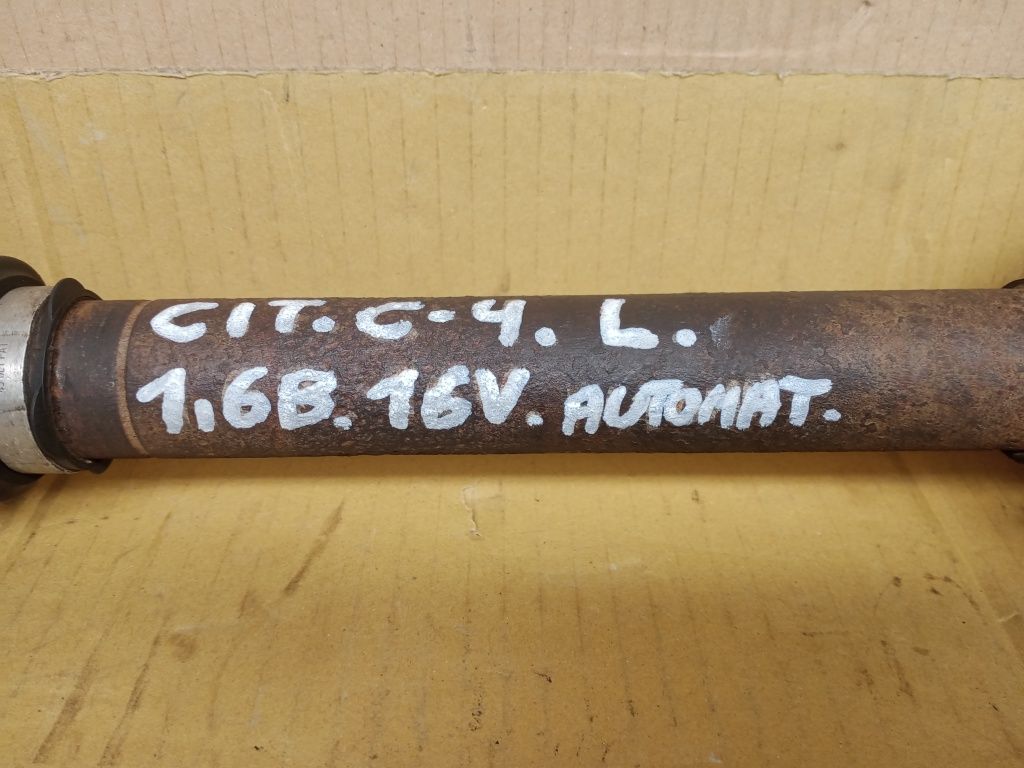 CIT. C-4. L.
1,6B. 16V. AUTOMAT.